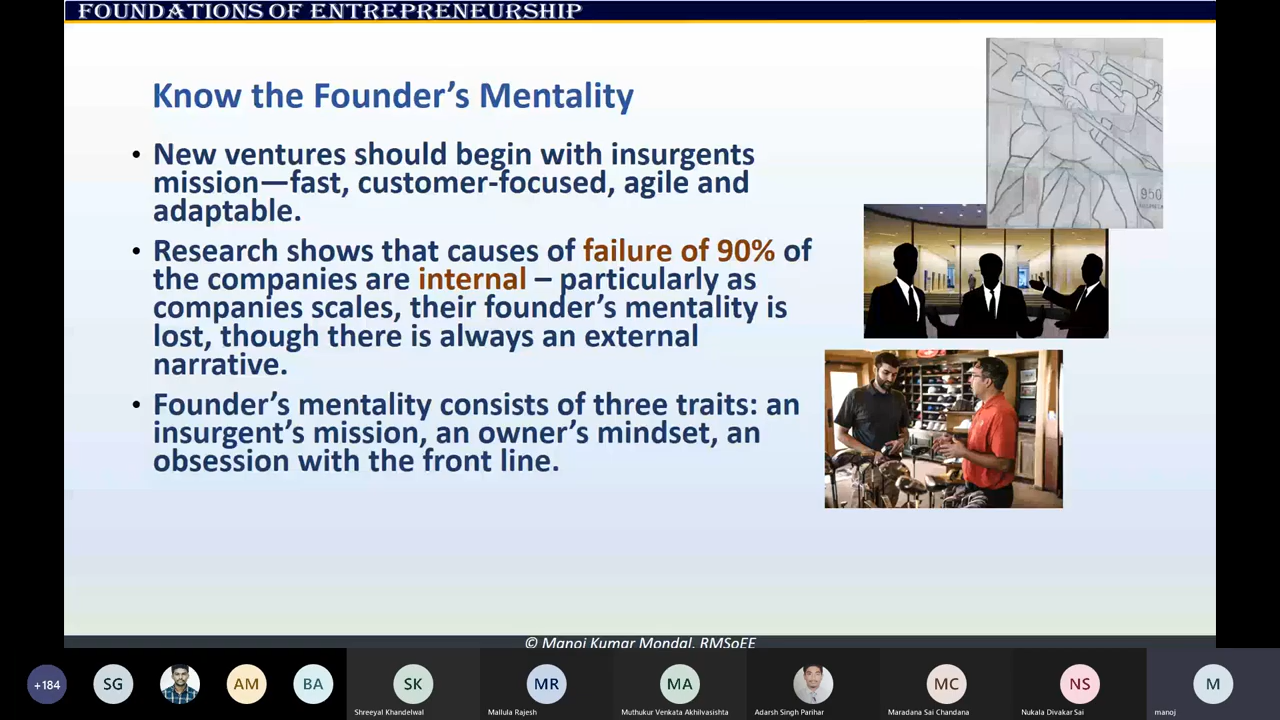 FOUNDATIONS OF ENTREPRENEURSHIP
Know the Founder's Mentality
• New ventures should begin with insurgents
mission—fast, customer-focused, agile and
adaptable.
• Research shows that causes of failure of 90% of
the companies are internal – particularly as
companies scales, their founder's mentality is
lost, though there is always an external
narrative.
• Founder's mentality consists of three traits: an
insurgent's mission, an owner's mindset, an
obsession with the front line.
950
© Manoj Kumar Mondal, RMSoEE
+184
SG
AM
BA
SK
MR
MA
MC
NS
M
Shreeyal Khandelwal
Mallula Rajesh
Muthukur Venkata Akhilvasishta
Adarsh Singh Parihar
Maradana Sai Chandana
Nukala Divakar Sai
manoj